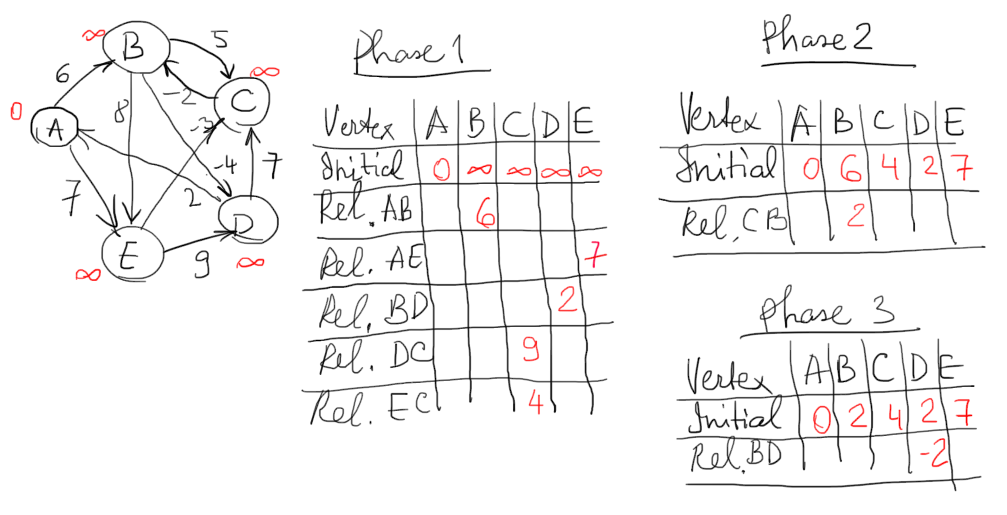 ∞ B 5
6 ∞
0 A 8 -2 C
-3
-4 7
7 2 D
E 9 ∞
∞
Phase 1
Vertex A B C D E
Initial 0 ∞ ∞ ∞ ∞
Rel. AB 6
Rel. AE 7
Rel. BD 2
Rel. DC 9
Rel. EC 4
Phase 2
Vertex A B C D E
Initial 0 6 4 2 7
Rel. CB 2
Phase 3
Vertex A B C D E
Initial 0 2 4 2 7
Rel. BD -2